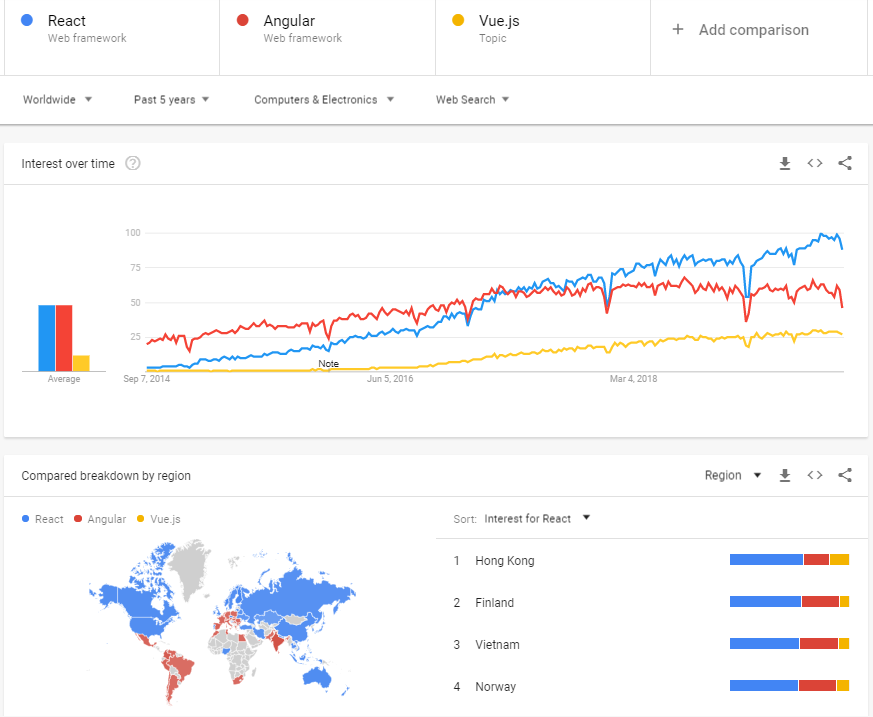 React
Web framework
Angular
Web framework
Vue.js
Topic
+ Add comparison
Worldwide
Past 5 years
Computers & Electronics
Web Search
Interest over time ?
100
75
50
25
Average
Note
Sep 7, 2014
Jun 5, 2016
Mar 4, 2018
Compared breakdown by region
Region
React Angular Vue.js
Sort: Interest for React
1 Hong Kong
2 Finland
3 Vietnam
4 Norway